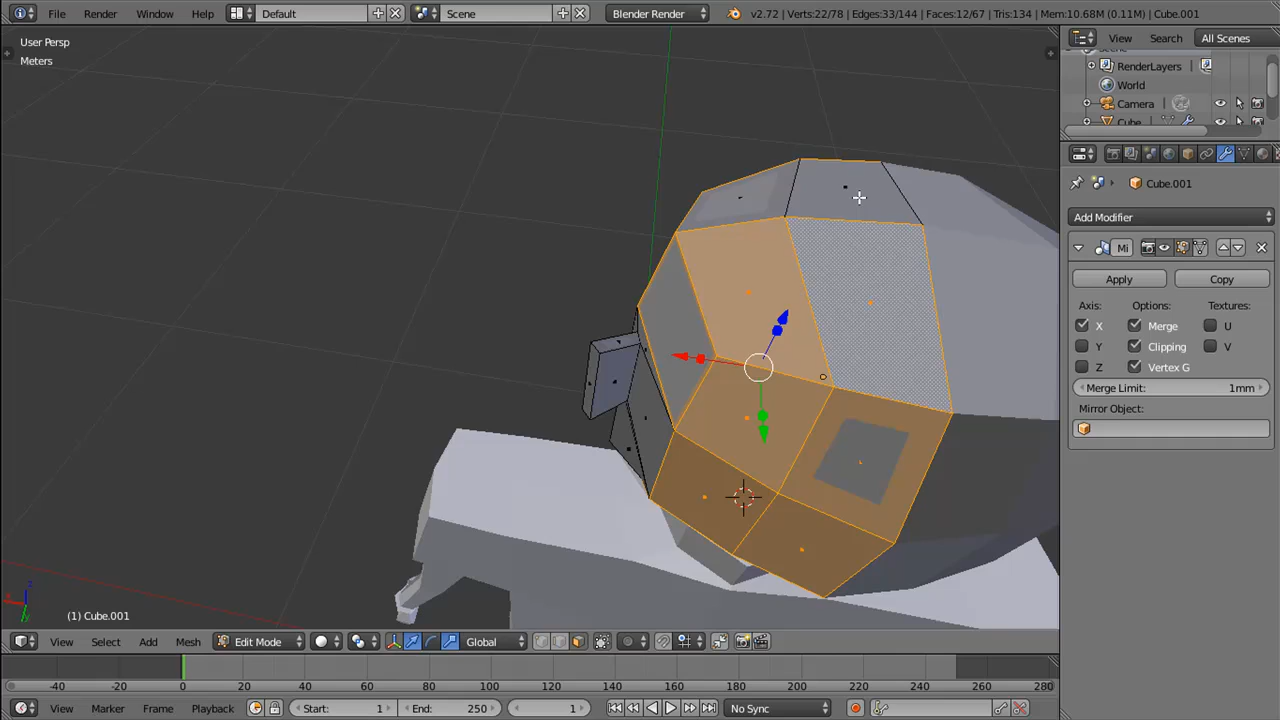 File Render Window Help Default Scene Blender Render v2.72 | Verts:22/78 | Edges:33/144 | Faces:12/67 | Tris:134 | Mem:10.68M (0.11M) | Cube.001
User Persp
Meters
View Search All Scenes
RenderLayers
World
Camera
Cube
Cube.001
Add Modifier
Mi
Apply Copy
Axis: Options: Textures:
X Merge U
Y Clipping V
Z Vertex G
Merge Limit: 1mm
Mirror Object:
x
z
(1) Cube.001
View Select Add Mesh Edit Mode Global
-40 -20 0 20 40 60 80 100 120 140 160 180 200 220 240 260 280
View Marker Frame Playback Start: 1 End: 250 1 No Sync